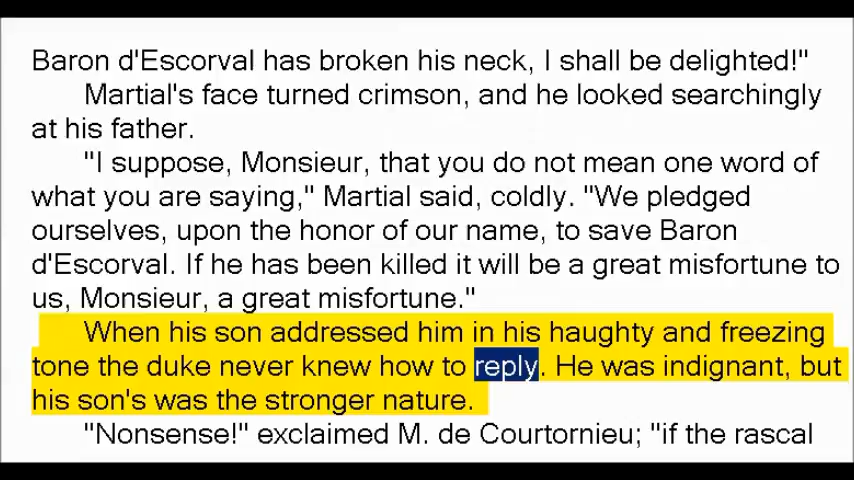 Baron d'Escorval has broken his neck, I shall be delighted!"
Martial's face turned crimson, and he looked searchingly
at his father.
"I suppose, Monsieur, that you do not mean one word of
what you are saying," Martial said, coldly. "We pledged
ourselves, upon the honor of our name, to save Baron
d'Escorval. If he has been killed it will be a great misfortune to
us, Monsieur, a great misfortune."
When his son addressed him in his haughty and freezing
tone the duke never knew how to reply. He was indignant, but
his son's was the stronger nature.
"Nonsense!" exclaimed M. de Courtornieu; "if the rascal